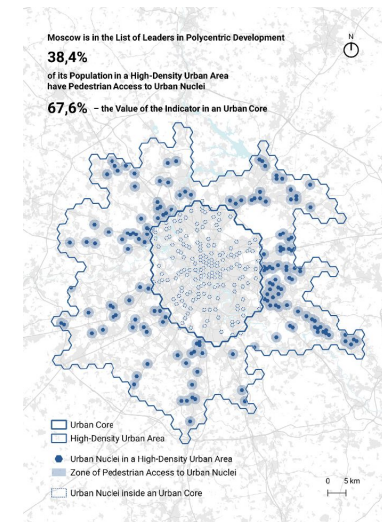 Moscow is in the List of Leaders in Polycentric Development
N
38,4%
of its Population in a High-Density Urban Area
have Pedestrian Access to Urban Nuclei
67,6% – the Value of the Indicator in an Urban Core
Urban Core
High-Density Urban Area
Urban Nuclei in a High-Density Urban Area
Zone of Pedestrian Access to Urban Nuclei
Urban Nuclei inside an Urban Core
0 5 km